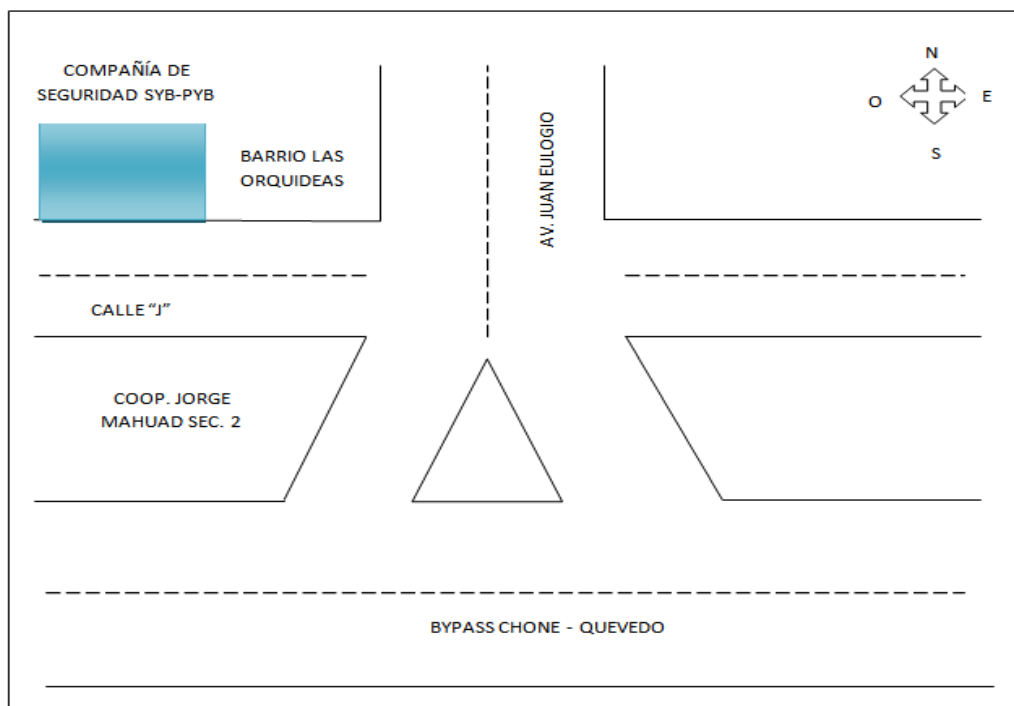 COMPAÑÍA DE
SEGURIDAD SYB-PYB
BARRIO LAS
ORQUIDEAS
AV. JUAN EULOGIO
N
O
E
S
CALLE “J”
COOP. JORGE
MAHUAD SEC. 2
BYPASS CHONE - QUEVEDO